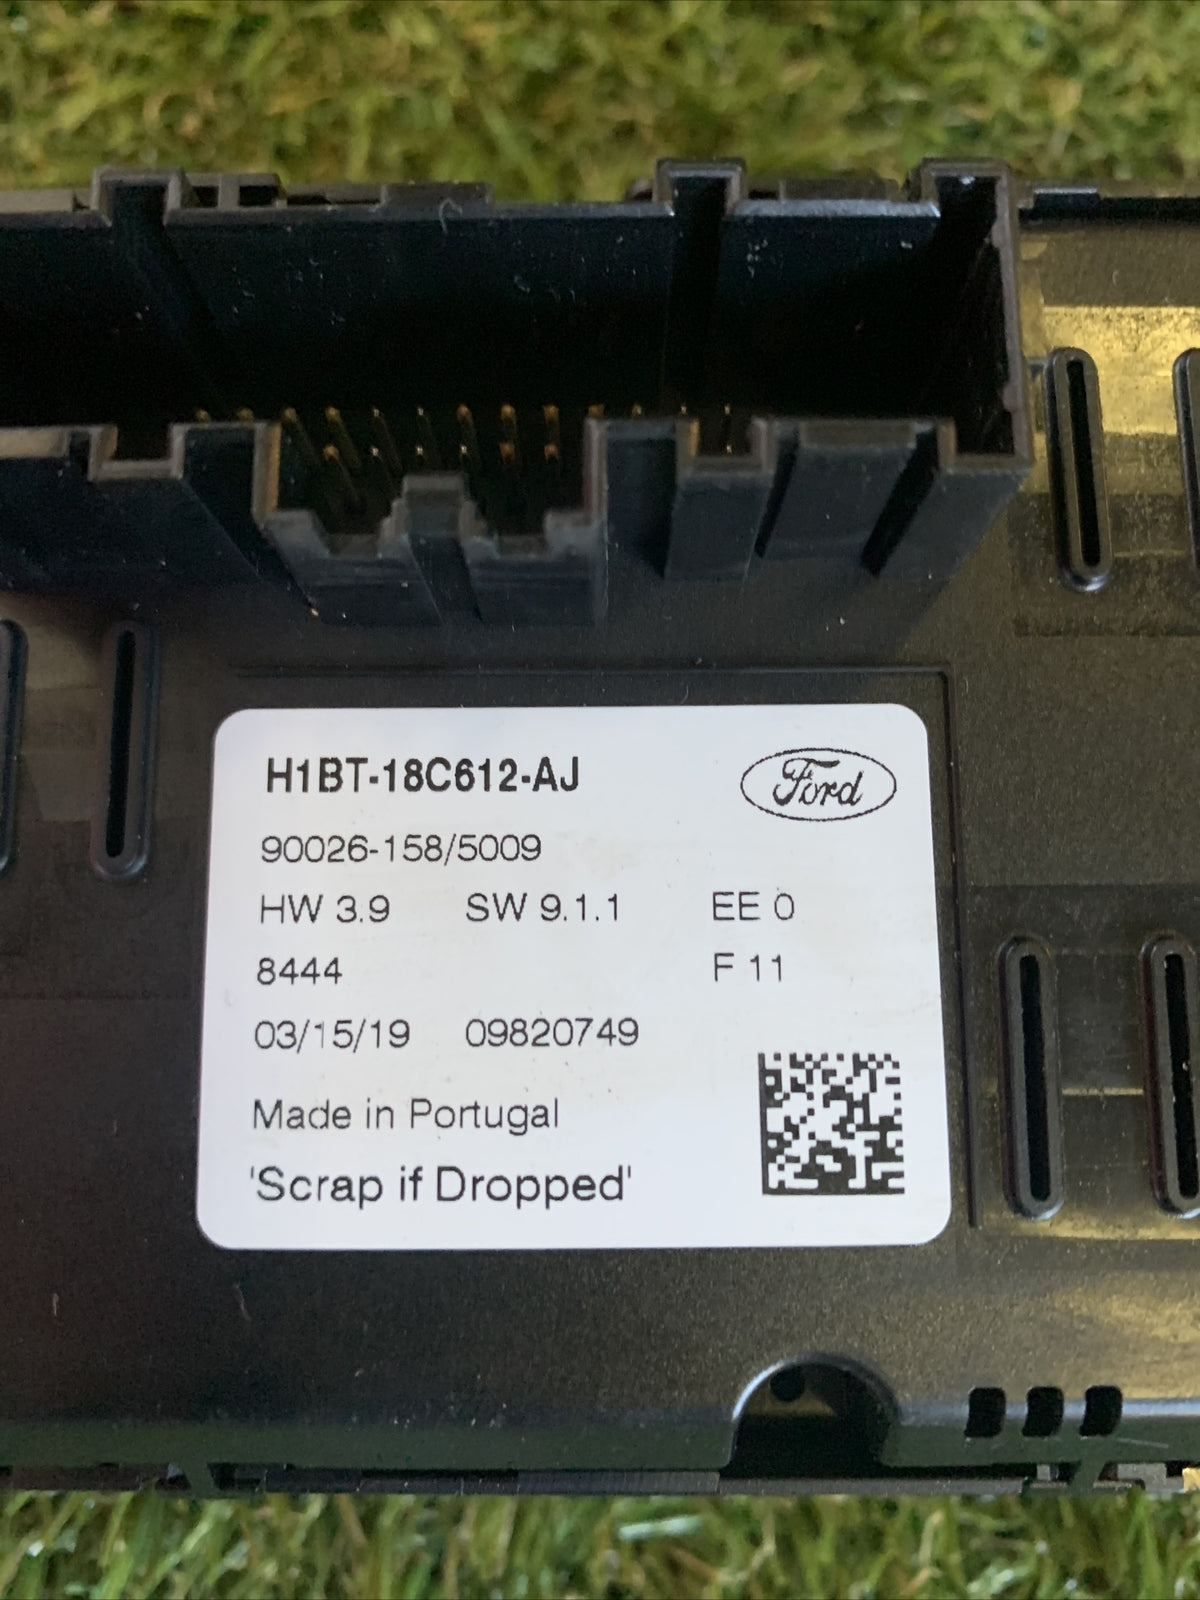 H1BT-18C612-AJ
Ford
90026-158/5009
HW 3.9 SW 9.1.1 EE 0
8444 F 11
03/15/19 09820749
Made in Portugal
'Scrap if Dropped'